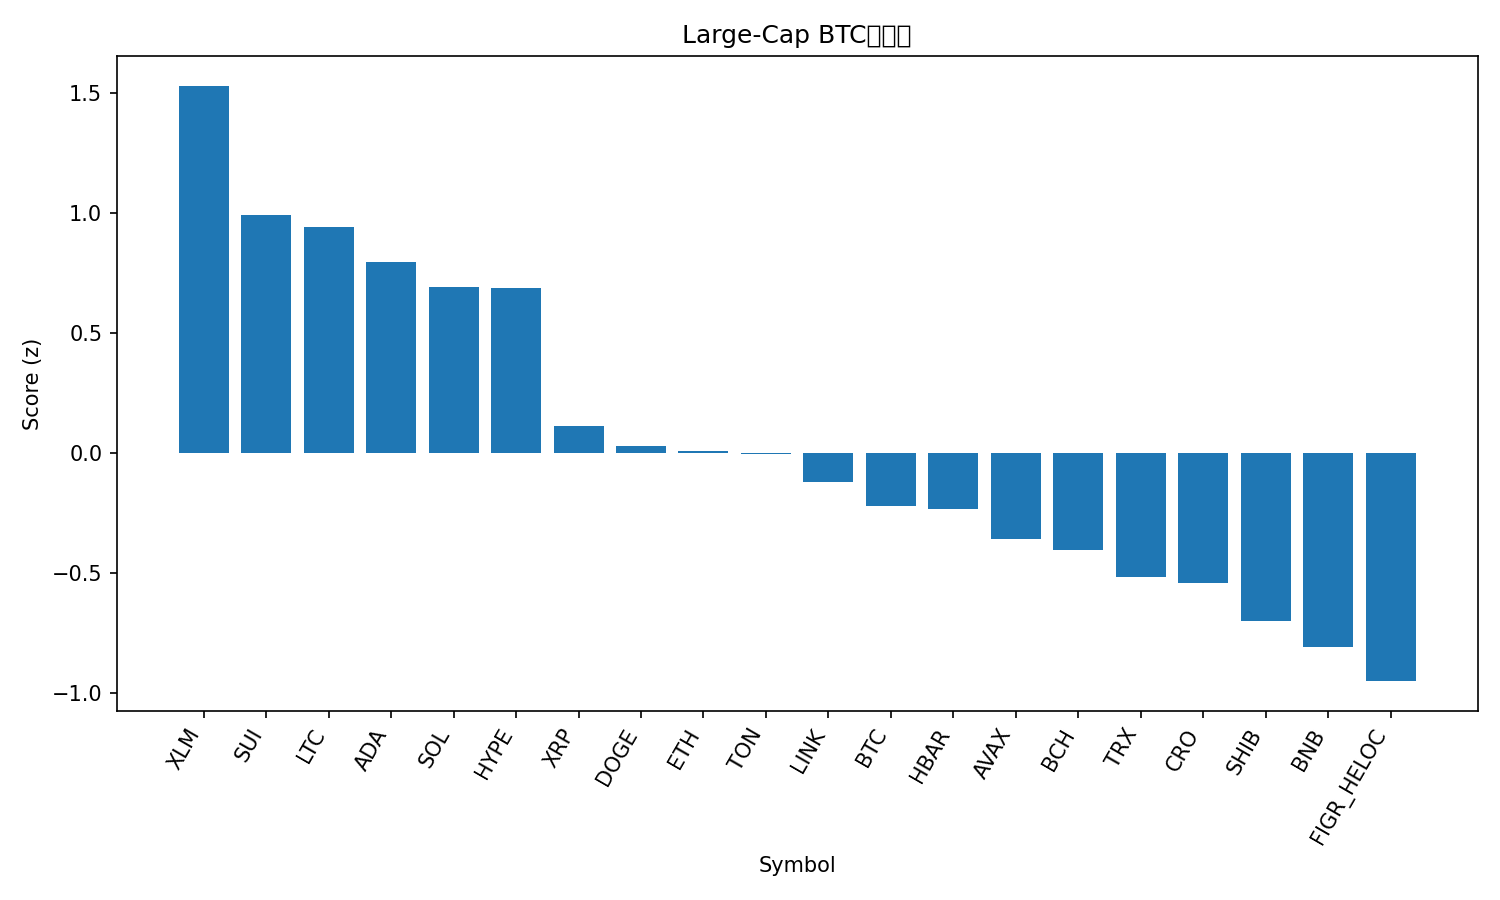 Large-Cap BTC
Score (z)
1.5
1.0
0.5
0.0
−0.5
−1.0
XLM
SUI
LTC
ADA
SOL
HYPE
XRP
DOGE
ETH
TON
LINK
BTC
HBAR
AVAX
BCH
TRX
CRO
SHIB
BNB
FIGR_HELOC
Symbol